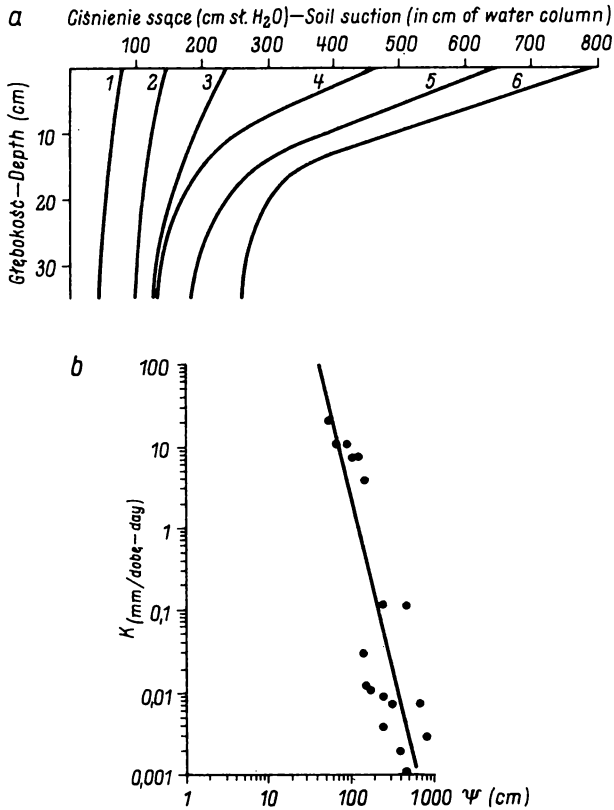 a Ciśnienie ssące (cm sł. H₂O)—Soil suction (in cm of water column)
100 200 300 400 500 600 700 800
1 2 3 4 5 6
Głębokość—Depth (cm)
10
20
30
b
100
10
1
0,1
0,01
0,001
K (mm/dobę—day)
1 10 100 1000 Ψ (cm)